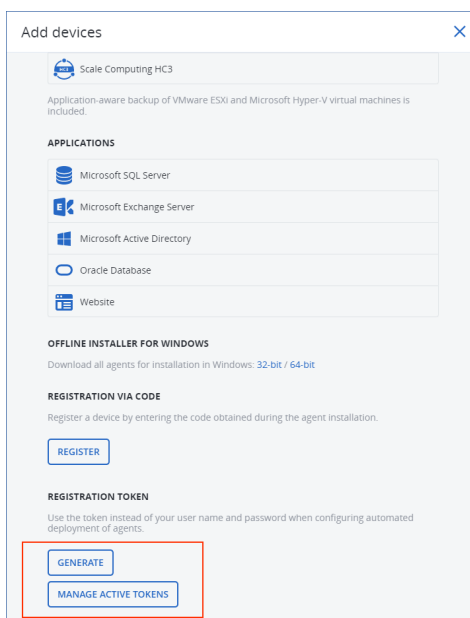 Add devices
Scale Computing HC3
Application-aware backup of VMware ESXi and Microsoft Hyper-V virtual machines is
included.
APPLICATIONS
Microsoft SQL Server
Microsoft Exchange Server
Microsoft Active Directory
Oracle Database
Website
OFFLINE INSTALLER FOR WINDOWS
Download all agents for installation in Windows: 32-bit / 64-bit
REGISTRATION VIA CODE
Register a device by entering the code obtained during the agent installation.
REGISTER
REGISTRATION TOKEN
Use the token instead of your user name and password when configuring automated
deployment of agents.
GENERATE
MANAGE ACTIVE TOKENS